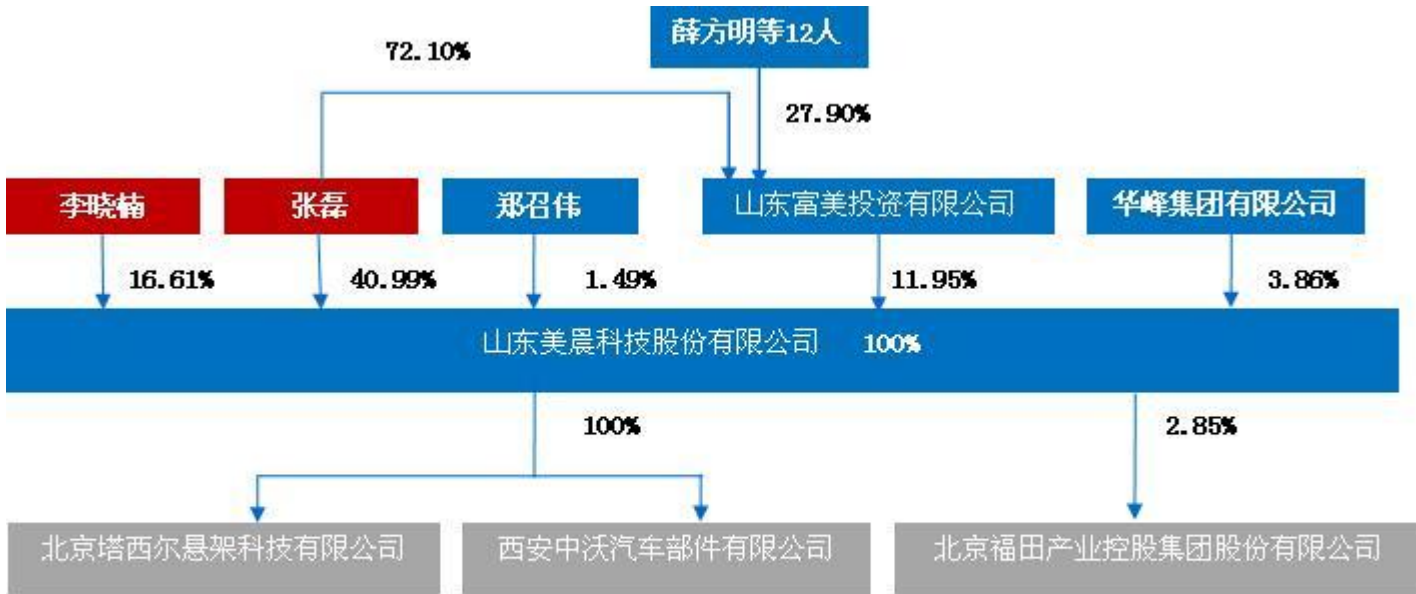 薛方明等12人
72.10%
27.90%
李晓楠
张磊
郑召伟
山东富美投资有限公司
华峰集团有限公司
16.61%
40.99%
1.49%
11.95%
3.86%
山东美晨科技股份有限公司 100%
100%
2.85%
北京塔西尔悬架科技有限公司
西安中沃汽车部件有限公司
北京福田产业控股集团股份有限公司